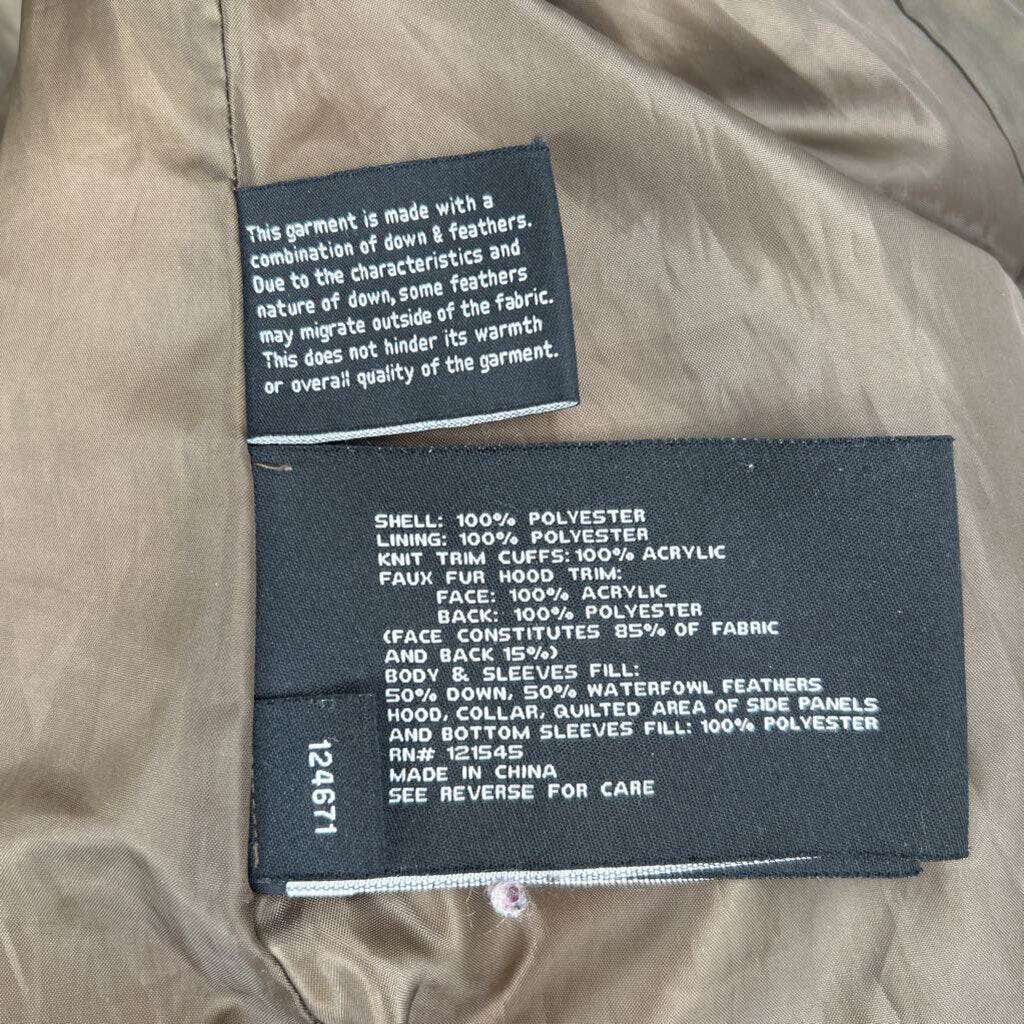 This garment is made with a
combination of down & feathers.
Due to the characteristics and
nature of down, some feathers
may migrate outside of the fabric.
This does not hinder its warmth
or overall quality of the garment.
SHELL: 100% POLYESTER
LINING: 100% POLYESTER
KNIT TRIM CUFFS: 100% ACRYLIC
FAUX FUR HOOD TRIM:
FACE: 100% ACRYLIC
BACK: 100% POLYESTER
(FACE CONSTITUTES 85% OF FABRIC
AND BACK 15%)
BODY & SLEEVES FILL:
50% DOWN, 50% WATERFOWL FEATHERS
HOOD, COLLAR, QUILTED AREA OF SIDE PANELS
AND BOTTOM SLEEVES FILL: 100% POLYESTER
RN# 121545
MADE IN CHINA
SEE REVERSE FOR CARE
124671